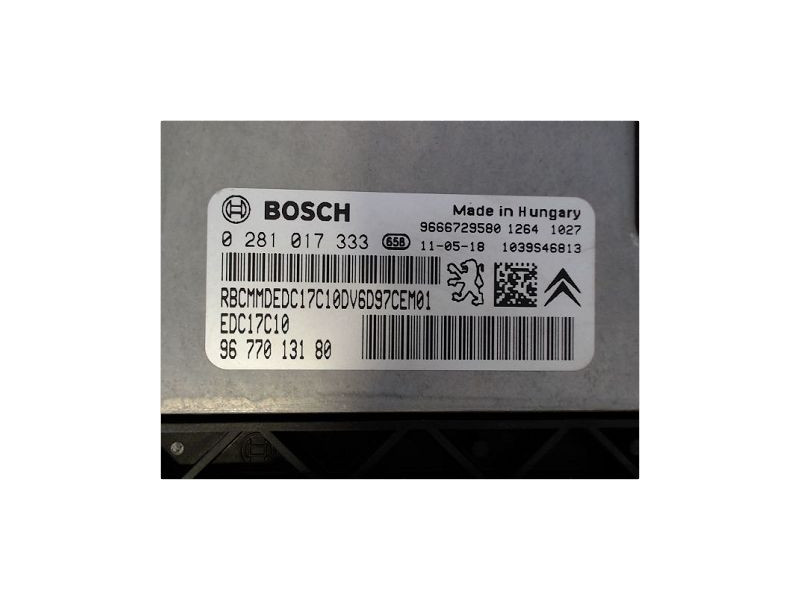 BOSCH Made in Hungary
0 281 017 333 658 9666729580 1264 1027
11-05-18 1039S46813
RBCMMDEDC17C10DV6D97CEM01
EDC17C10
96 770 131 80